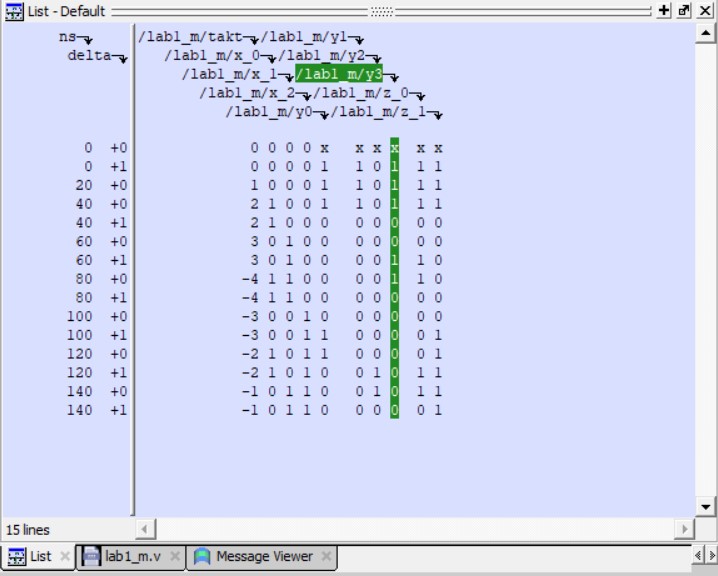 List - Default
ns /lab1_m/takt /lab1_m/y1
delta /lab1_m/x_0 /lab1_m/y2
/lab1_m/x_1 /lab1_m/y3
/lab1_m/x_2 /lab1_m/z_0
/lab1_m/y0 /lab1_m/z_1
0 +0 0 0 0 0 x x x x x x
0 +1 0 0 0 0 1 1 0 1 1 1
20 +0 1 0 0 0 1 1 0 1 1 1
40 +0 2 1 0 0 1 1 0 1 1 1
40 +1 2 1 0 0 0 0 0 0 0 0
60 +0 3 0 1 0 0 0 0 0 0 0
60 +1 3 0 1 0 0 0 0 1 1 0
80 +0 -4 1 1 0 0 0 0 1 1 0
80 +1 -4 1 1 0 0 0 0 0 0 0
100 +0 -3 0 0 1 0 0 0 0 0 0
100 +1 -3 0 0 1 1 0 0 0 0 1
120 +0 -2 1 0 1 1 0 0 0 0 1
120 +1 -2 1 0 1 0 0 1 0 1 1
140 +0 -1 0 1 1 0 0 1 0 1 1
140 +1 -1 0 1 1 0 0 0 0 0 1
15 lines
List lab1_m.v Message Viewer